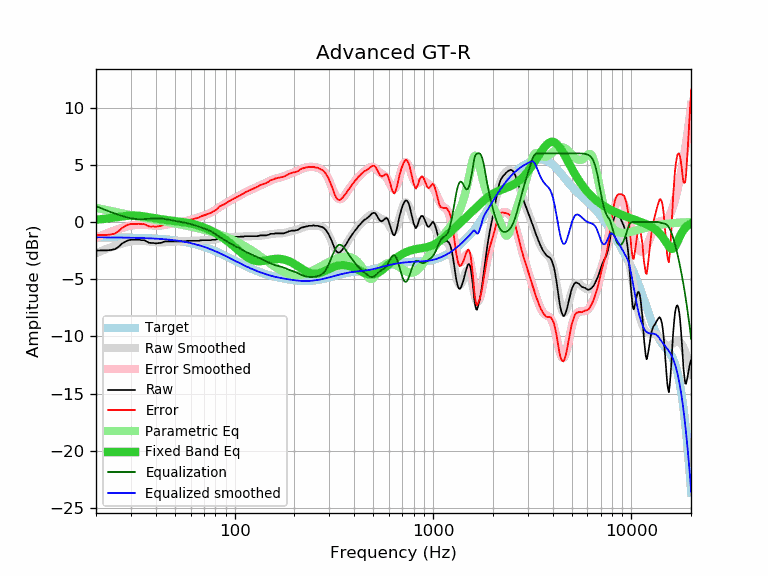 Advanced GT-R
10
5
0
−5
−10
−15
−20
−25
Amplitude (dBr)
Target
Raw Smoothed
Error Smoothed
Raw
Error
Parametric Eq
Fixed Band Eq
Equalization
Equalized smoothed
100
1000
10000
Frequency (Hz)